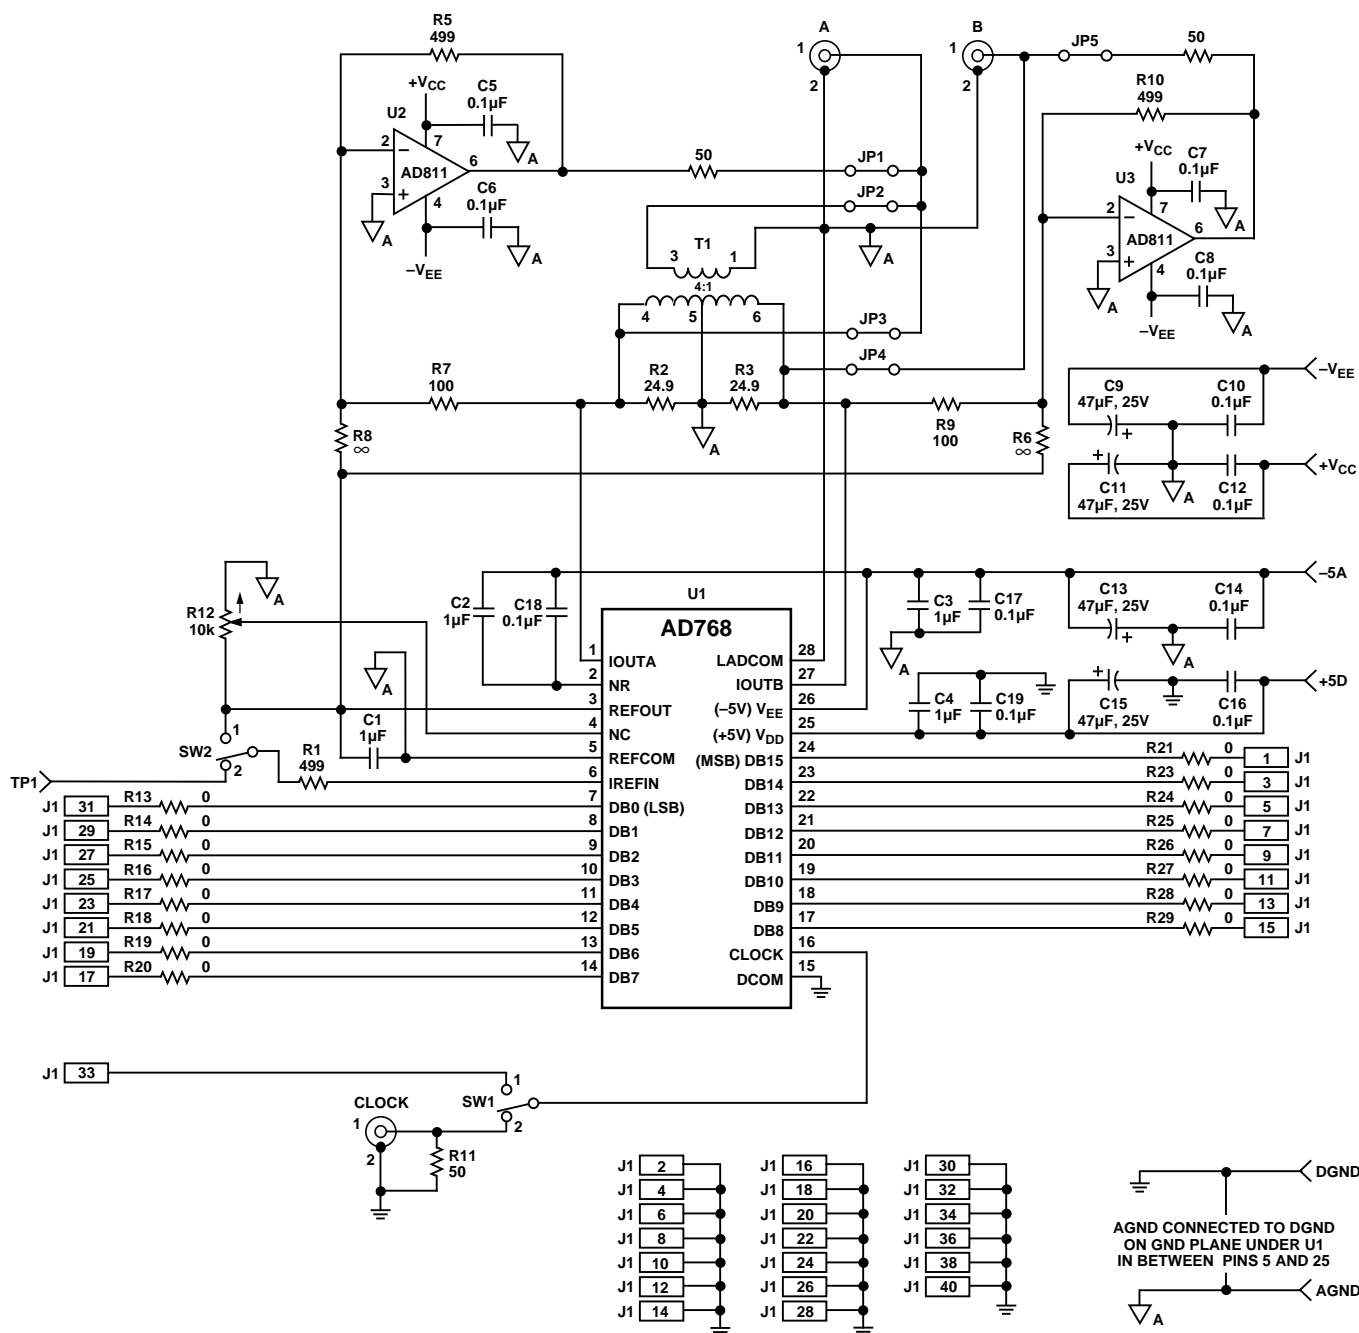 R5
499
A
1
2
B
1
2
JP5
50
+VCC
C5
0.1µF
U2
2
7
−
AD811
6
3
+
4
A
A
C6
0.1µF
A
−VEE
50
JP1
JP2
R10
499
+VCC
C7
0.1µF
U3
2
7
−
AD811
6
3
+
4
A
A
C8
0.1µF
A
−VEE
T1
3
1
4:1
4
5
6
A
JP3
JP4
R7
100
R2
24.9
R3
24.9
A
R9
100
R8
∞
R6
∞
C9
47µF, 25V
+
C10
0.1µF
−VEE
+
C11
47µF, 25V
A
C12
0.1µF
+VCC
A
R12
10k
C2
1µF
C18
0.1µF
U1
AD768
C3
1µF
C17
0.1µF
A
C13
47µF, 25V
+
C14
0.1µF
A
−5A
C4
1µF
C19
0.1µF
+
C15
47µF, 25V
C16
0.1µF
+5D
A
C1
1µF
1
SW2
2
TP1
R1
499
1 IOUTA
2 NR
3 REFOUT
4 NC
5 REFCOM
6 IREFIN
7 DB0 (LSB)
8 DB1
9 DB2
10 DB3
11 DB4
12 DB5
13 DB6
14 DB7
LADCOM 28
IOUTB 27
(−5V) VEE 26
(+5V) VDD 25
(MSB) DB15 24
DB14 23
DB13 22
DB12 21
DB11 20
DB10 19
DB9 18
DB8 17
CLOCK 16
DCOM 15
J1 31 R13 0
J1 29 R14 0
J1 27 R15 0
J1 25 R16 0
J1 23 R17 0
J1 21 R18 0
J1 19 R19 0
J1 17 R20 0
R21 0 1 J1
R23 0 3 J1
R24 0 5 J1
R25 0 7 J1
R26 0 9 J1
R27 0 11 J1
R28 0 13 J1
R29 0 15 J1
J1 33
1
SW1
2
CLOCK
1
2
R11
50
J1 2
J1 4
J1 6
J1 8
J1 10
J1 12
J1 14
J1 16
J1 18
J1 20
J1 22
J1 24
J1 26
J1 28
J1 30
J1 32
J1 34
J1 36
J1 38
J1 40
DGND
AGND CONNECTED TO DGND
ON GND PLANE UNDER U1
IN BETWEEN PINS 5 AND 25
AGND
A